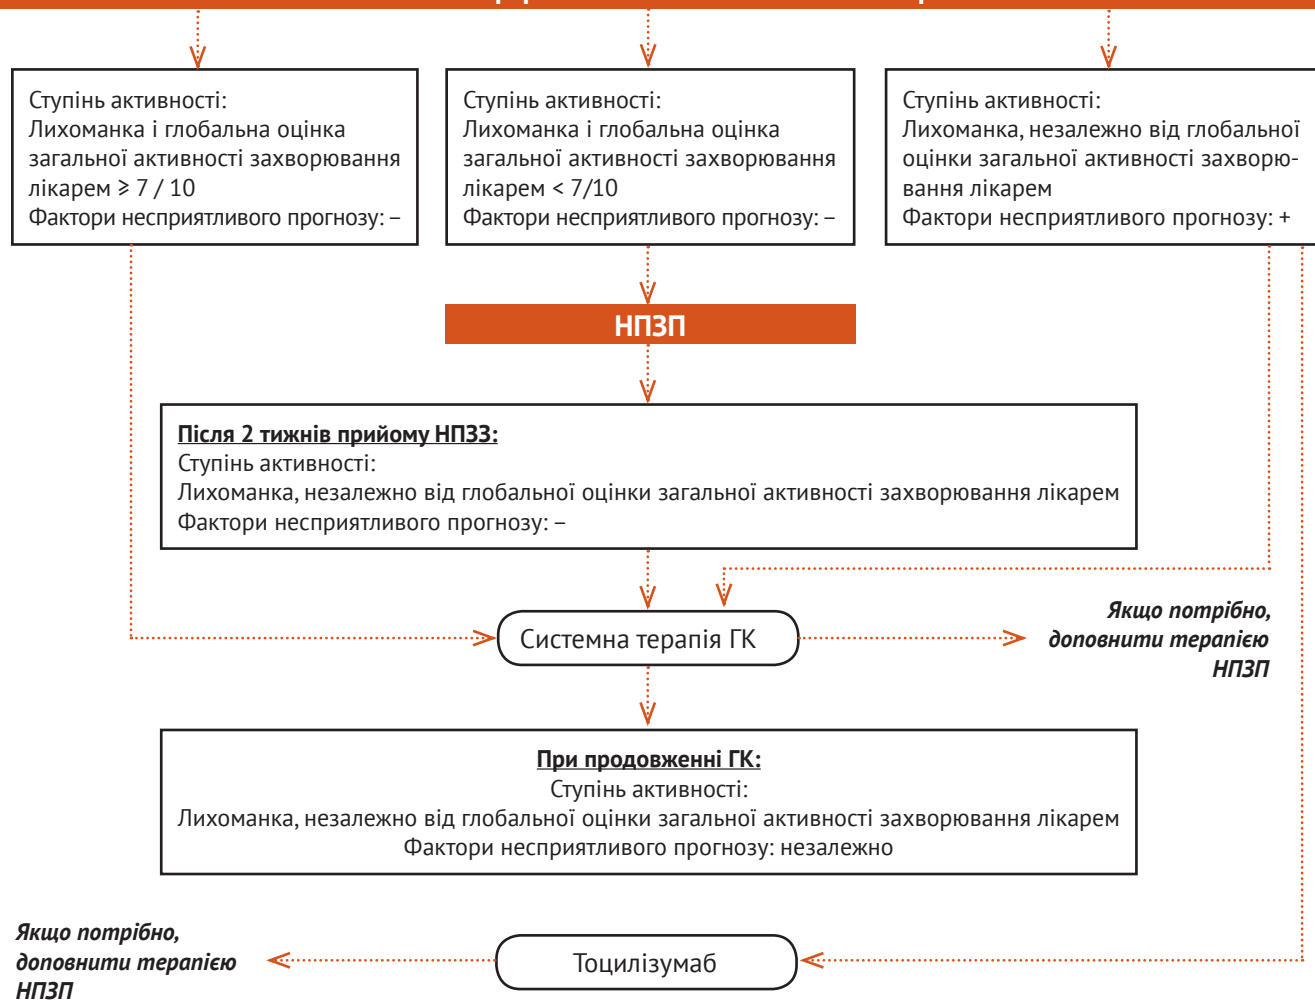 Ступінь активності:
Лихоманка і глобальна оцінка
загальної активності захворювання
лікарем ⩾ 7 / 10
Фактори несприятливого прогнозу: –
Ступінь активності:
Лихоманка і глобальна оцінка
загальної активності захворювання
лікарем < 7/10
Фактори несприятливого прогнозу: –
Ступінь активності:
Лихоманка, незалежно від глобальної
оцінки загальної активності захворю-
вання лікарем
Фактори несприятливого прогнозу: +
НПЗП
Після 2 тижнів прийому НПЗЗ:
Ступінь активності:
Лихоманка, незалежно від глобальної оцінки загальної активності захворювання лікарем
Фактори несприятливого прогнозу: –
Системна терапія ГК
Якщо потрібно,
доповнити терапією
НПЗП
При продовженні ГК:
Ступінь активності:
Лихоманка, незалежно від глобальної оцінки загальної активності захворювання лікарем
Фактори несприятливого прогнозу: незалежно
Якщо потрібно,
доповнити терапією
НПЗП
Тоцилізумаб